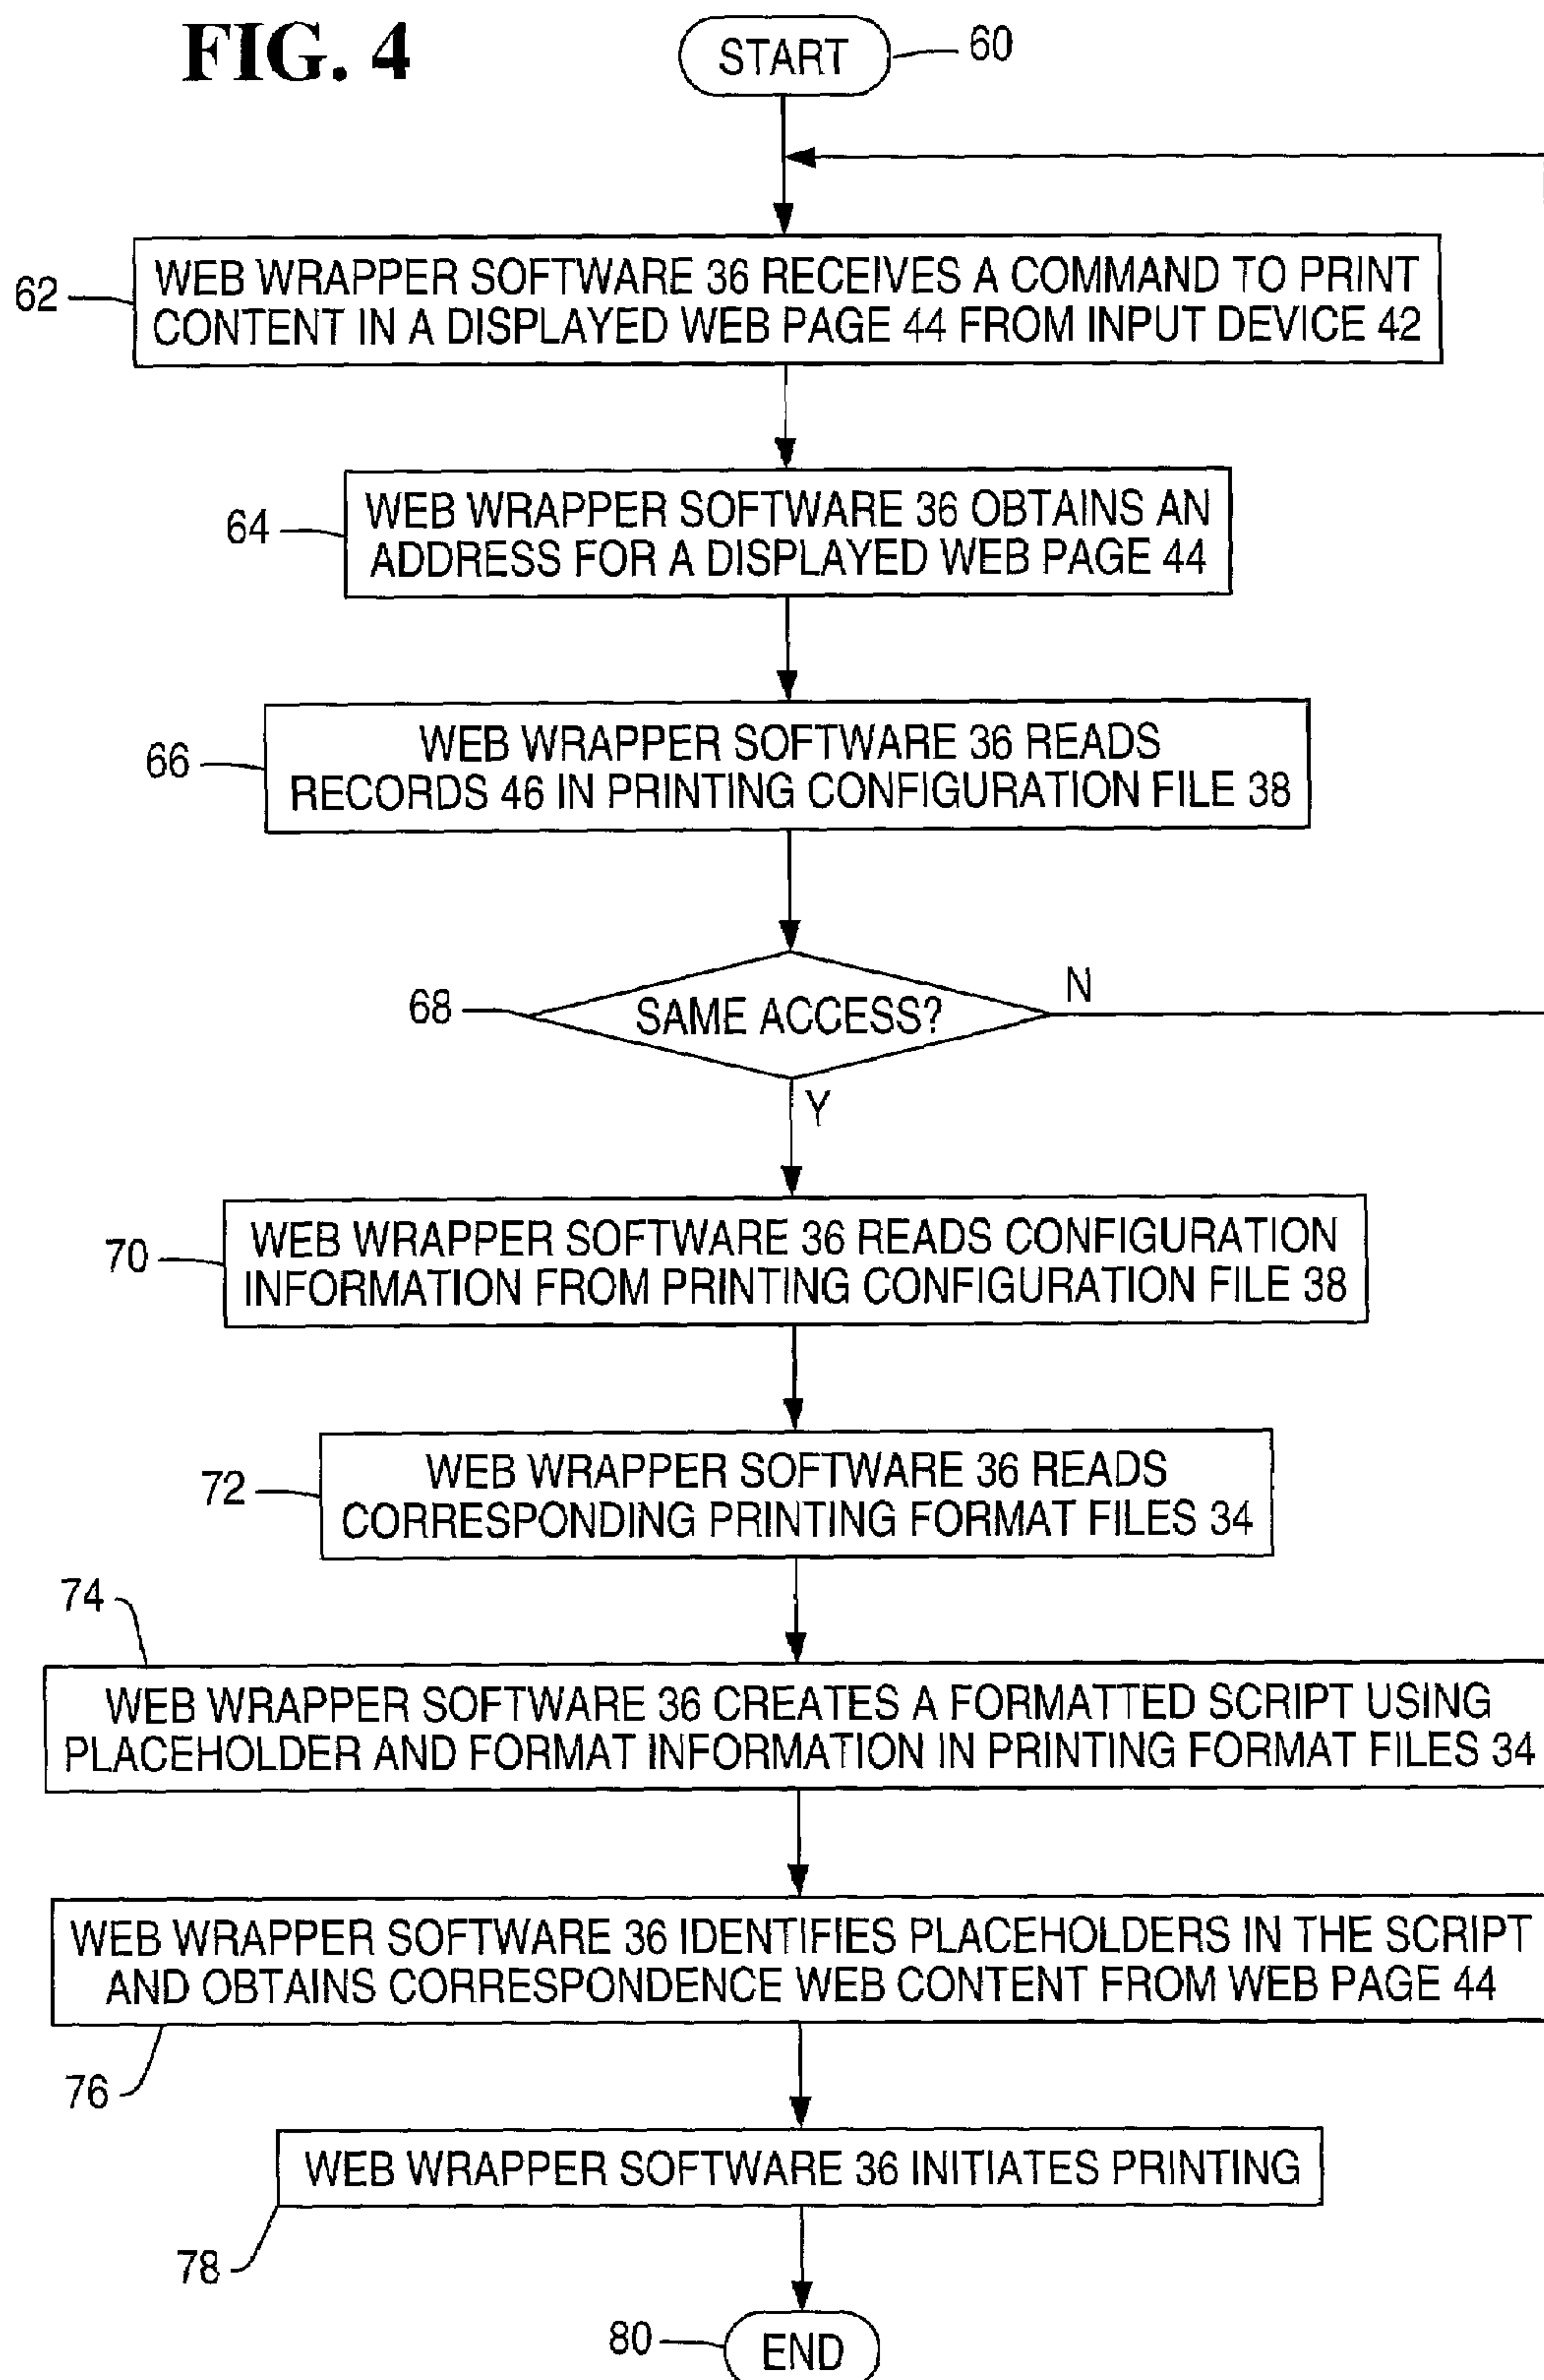 FIG. 4
START
60
62
WEB WRAPPER SOFTWARE 36 RECEIVES A COMMAND TO PRINT
CONTENT IN A DISPLAYED WEB PAGE 44 FROM INPUT DEVICE 42
64
WEB WRAPPER SOFTWARE 36 OBTAINS AN
ADDRESS FOR A DISPLAYED WEB PAGE 44
66
WEB WRAPPER SOFTWARE 36 READS
RECORDS 46 IN PRINTING CONFIGURATION FILE 38
68
SAME ACCESS?
N
Y
70
WEB WRAPPER SOFTWARE 36 READS CONFIGURATION
INFORMATION FROM PRINTING CONFIGURATION FILE 38
72
WEB WRAPPER SOFTWARE 36 READS
CORRESPONDING PRINTING FORMAT FILES 34
74
WEB WRAPPER SOFTWARE 36 CREATES A FORMATTED SCRIPT USING
PLACEHOLDER AND FORMAT INFORMATION IN PRINTING FORMAT FILES 34
WEB WRAPPER SOFTWARE 36 IDENTIFIES PLACEHOLDERS IN THE SCRIPT
AND OBTAINS CORRESPONDENCE WEB CONTENT FROM WEB PAGE 44
76
WEB WRAPPER SOFTWARE 36 INITIATES PRINTING
78
80
END